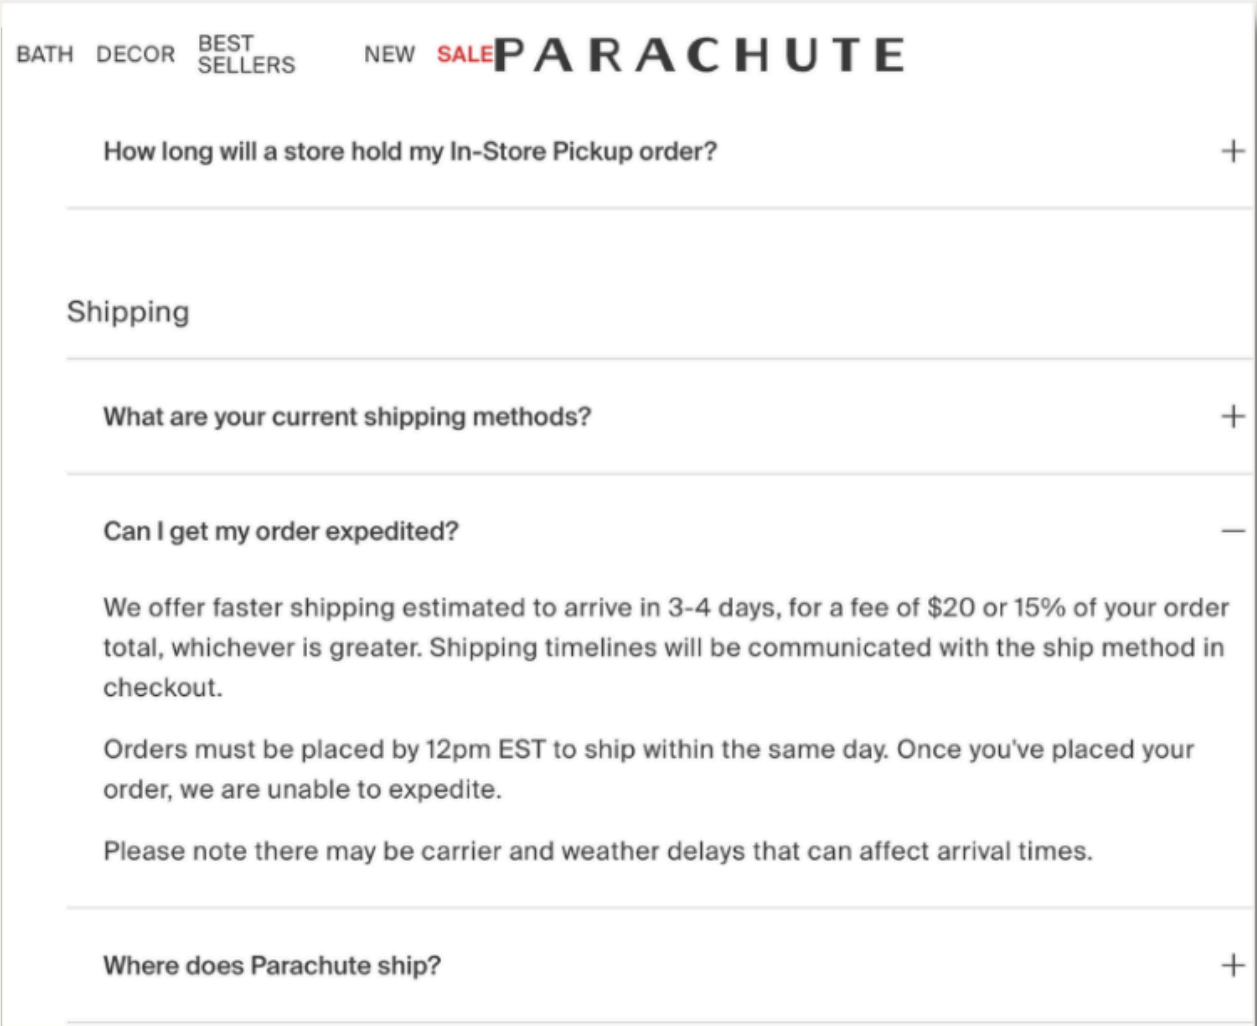 BATH DECOR BEST SELLERS NEW SALE PARACHUTE
How long will a store hold my In-Store Pickup order? +
Shipping
What are your current shipping methods? +
Can I get my order expedited? —
We offer faster shipping estimated to arrive in 3-4 days, for a fee of $20 or 15% of your order
total, whichever is greater. Shipping timelines will be communicated with the ship method in
checkout.
Orders must be placed by 12pm EST to ship within the same day. Once you've placed your
order, we are unable to expedite.
Please note there may be carrier and weather delays that can affect arrival times.
Where does Parachute ship? +